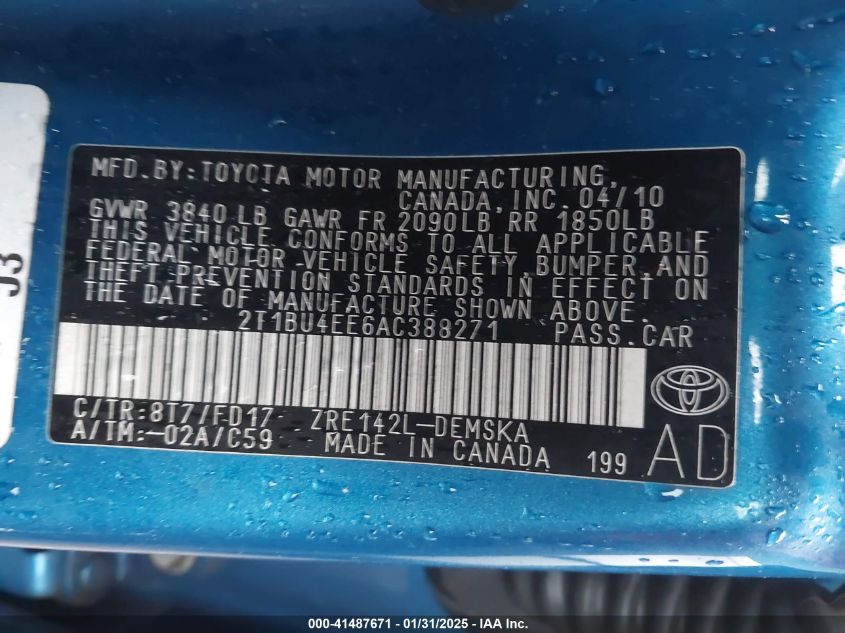 MFD. BY: TOYOTA MOTOR MANUFACTURING,
CANADA, INC. 04/10
GVWR 3840 LB GAWR FR 2090LB RR 1850LB
THIS VEHICLE CONFORMS TO ALL APPLICABLE
FEDERAL MOTOR VEHICLE SAFETY, BUMPER, AND
THEFT PREVENTION STANDARDS IN EFFECT ON
THE DATE OF MANUFACTURE SHOWN ABOVE.
2T1BU4EE6AC388271 PASS. CAR
C/TR:8T7/FD17 ZRE142L-DEMSKA
A/TM:-02A/C59 MADE IN CANADA 199 AD
J3
000-41487671 / 01/31/2025 - IAA Inc.